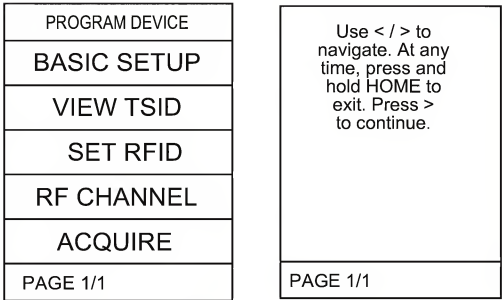 PROGRAM DEVICE
BASIC SETUP
VIEW TSID
SET RFID
RF CHANNEL
ACQUIRE
PAGE 1/1
Use < / > to
navigate. At any
time, press and
hold HOME to
exit. Press >
to continue.
PAGE 1/1